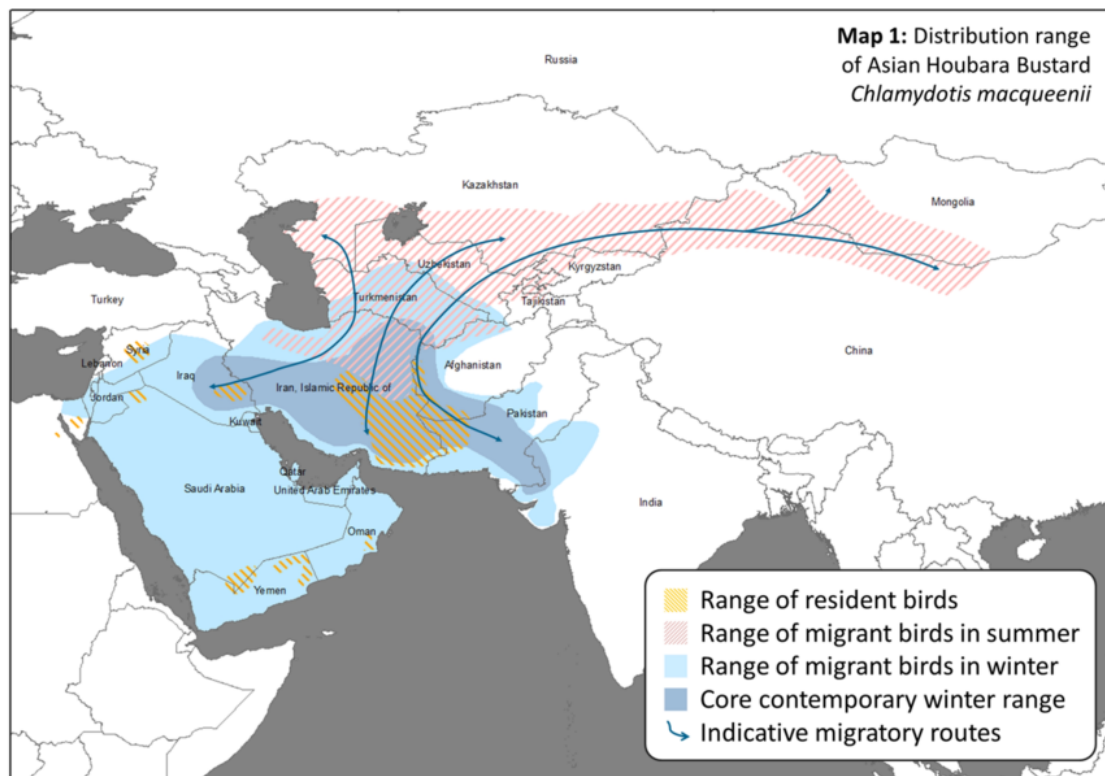 Map 1: Distribution range
of Asian Houbara Bustard
Chlamydotis macqueenii
Russia
Kazakhstan
Mongolia
Uzbekistan
Kyrgyzstan
Turkey
Turkmenistan
Tajikistan
Syria
China
Lebanon
Afghanistan
Iraq
Iran, Islamic Republic of
Jordan
Pakistan
Kuwait
Qatar
Saudi Arabia
United Arab Emirates
India
Oman
Yemen
Range of resident birds
Range of migrant birds in summer
Range of migrant birds in winter
Core contemporary winter range
Indicative migratory routes